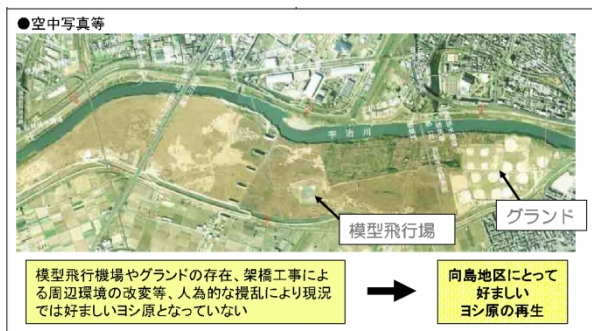 ●空中写真等
宇治川
模型飛行場
グランド
模型飛行機場やグランドの存在、架橋工事によ
る周辺環境の改変等、人為的な攪乱により現況
では好ましいヨシ原となっていない
向島地区にとって
好ましい
ヨシ原の再生